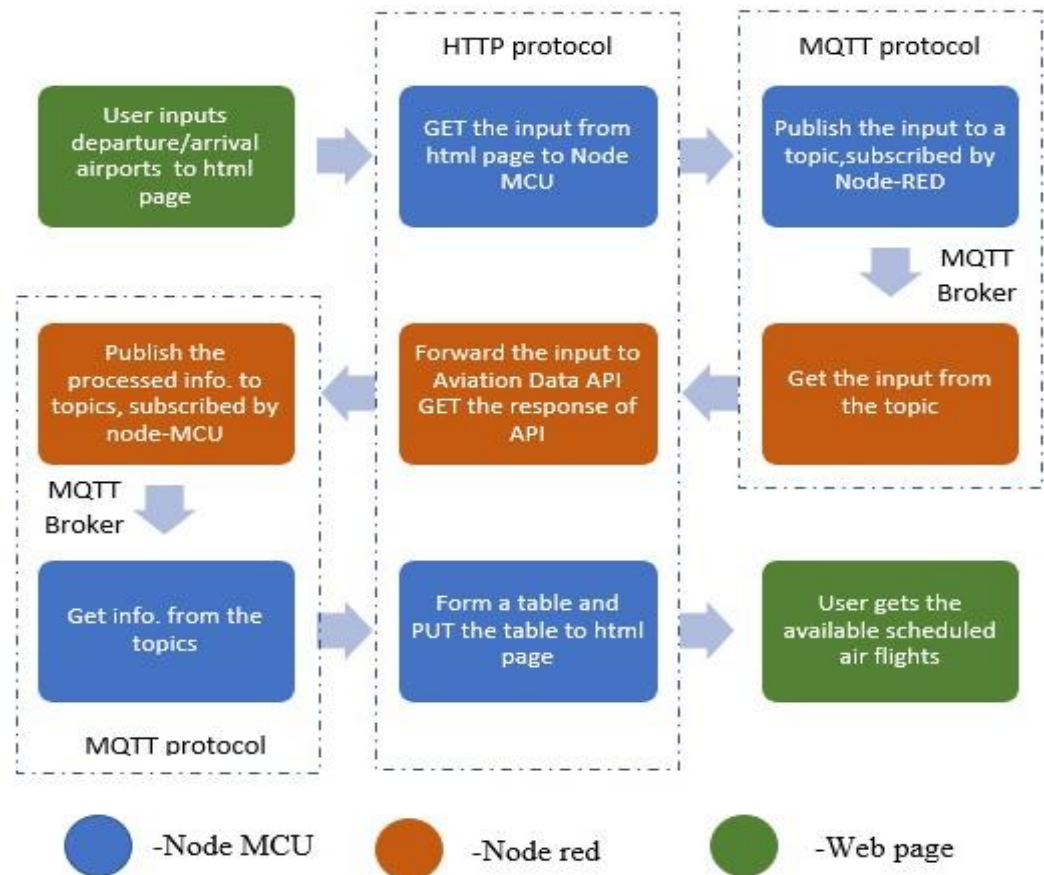 HTTP protocol
MQTT protocol
User inputs
departure/arrival
airports to html
page
GET the input from
html page to Node
MCU
Publish the input to a
topic,subscribed by
Node-RED
MQTT
Broker
Publish the
processed info. to
topics, subscribed by
node-MCU
Forward the input to
Aviation Data API
GET the response of
API
Get the input from
the topic
MQTT
Broker
Get info. from the
topics
Form a table and
PUT the table to html
page
User gets the
available scheduled
air flights
MQTT protocol
-Node MCU
-Node red
-Web page